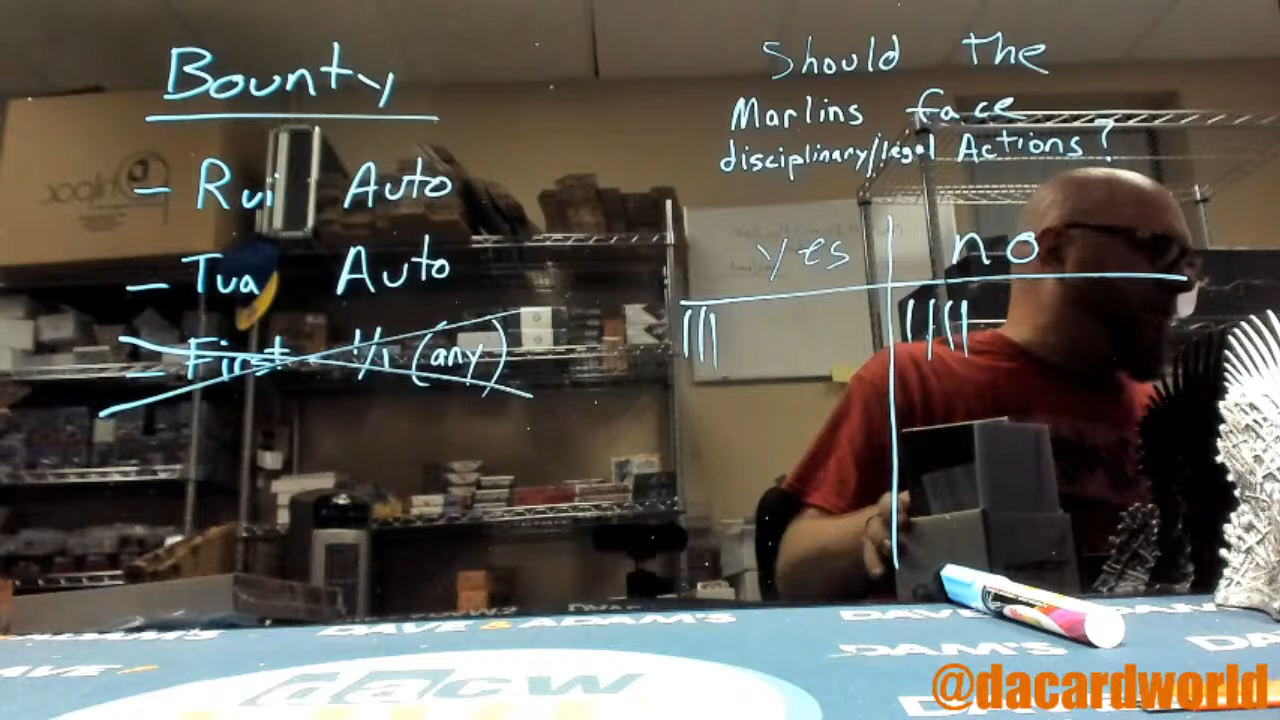 Bounty
- Rui Auto
- Tua Auto
- First 1/1 (any)
Should the
Marlins face
disciplinary/legal Actions?
yes no
||| ||||
DAVE & ADAM'S
DAM'S
dacw
@dacardworld